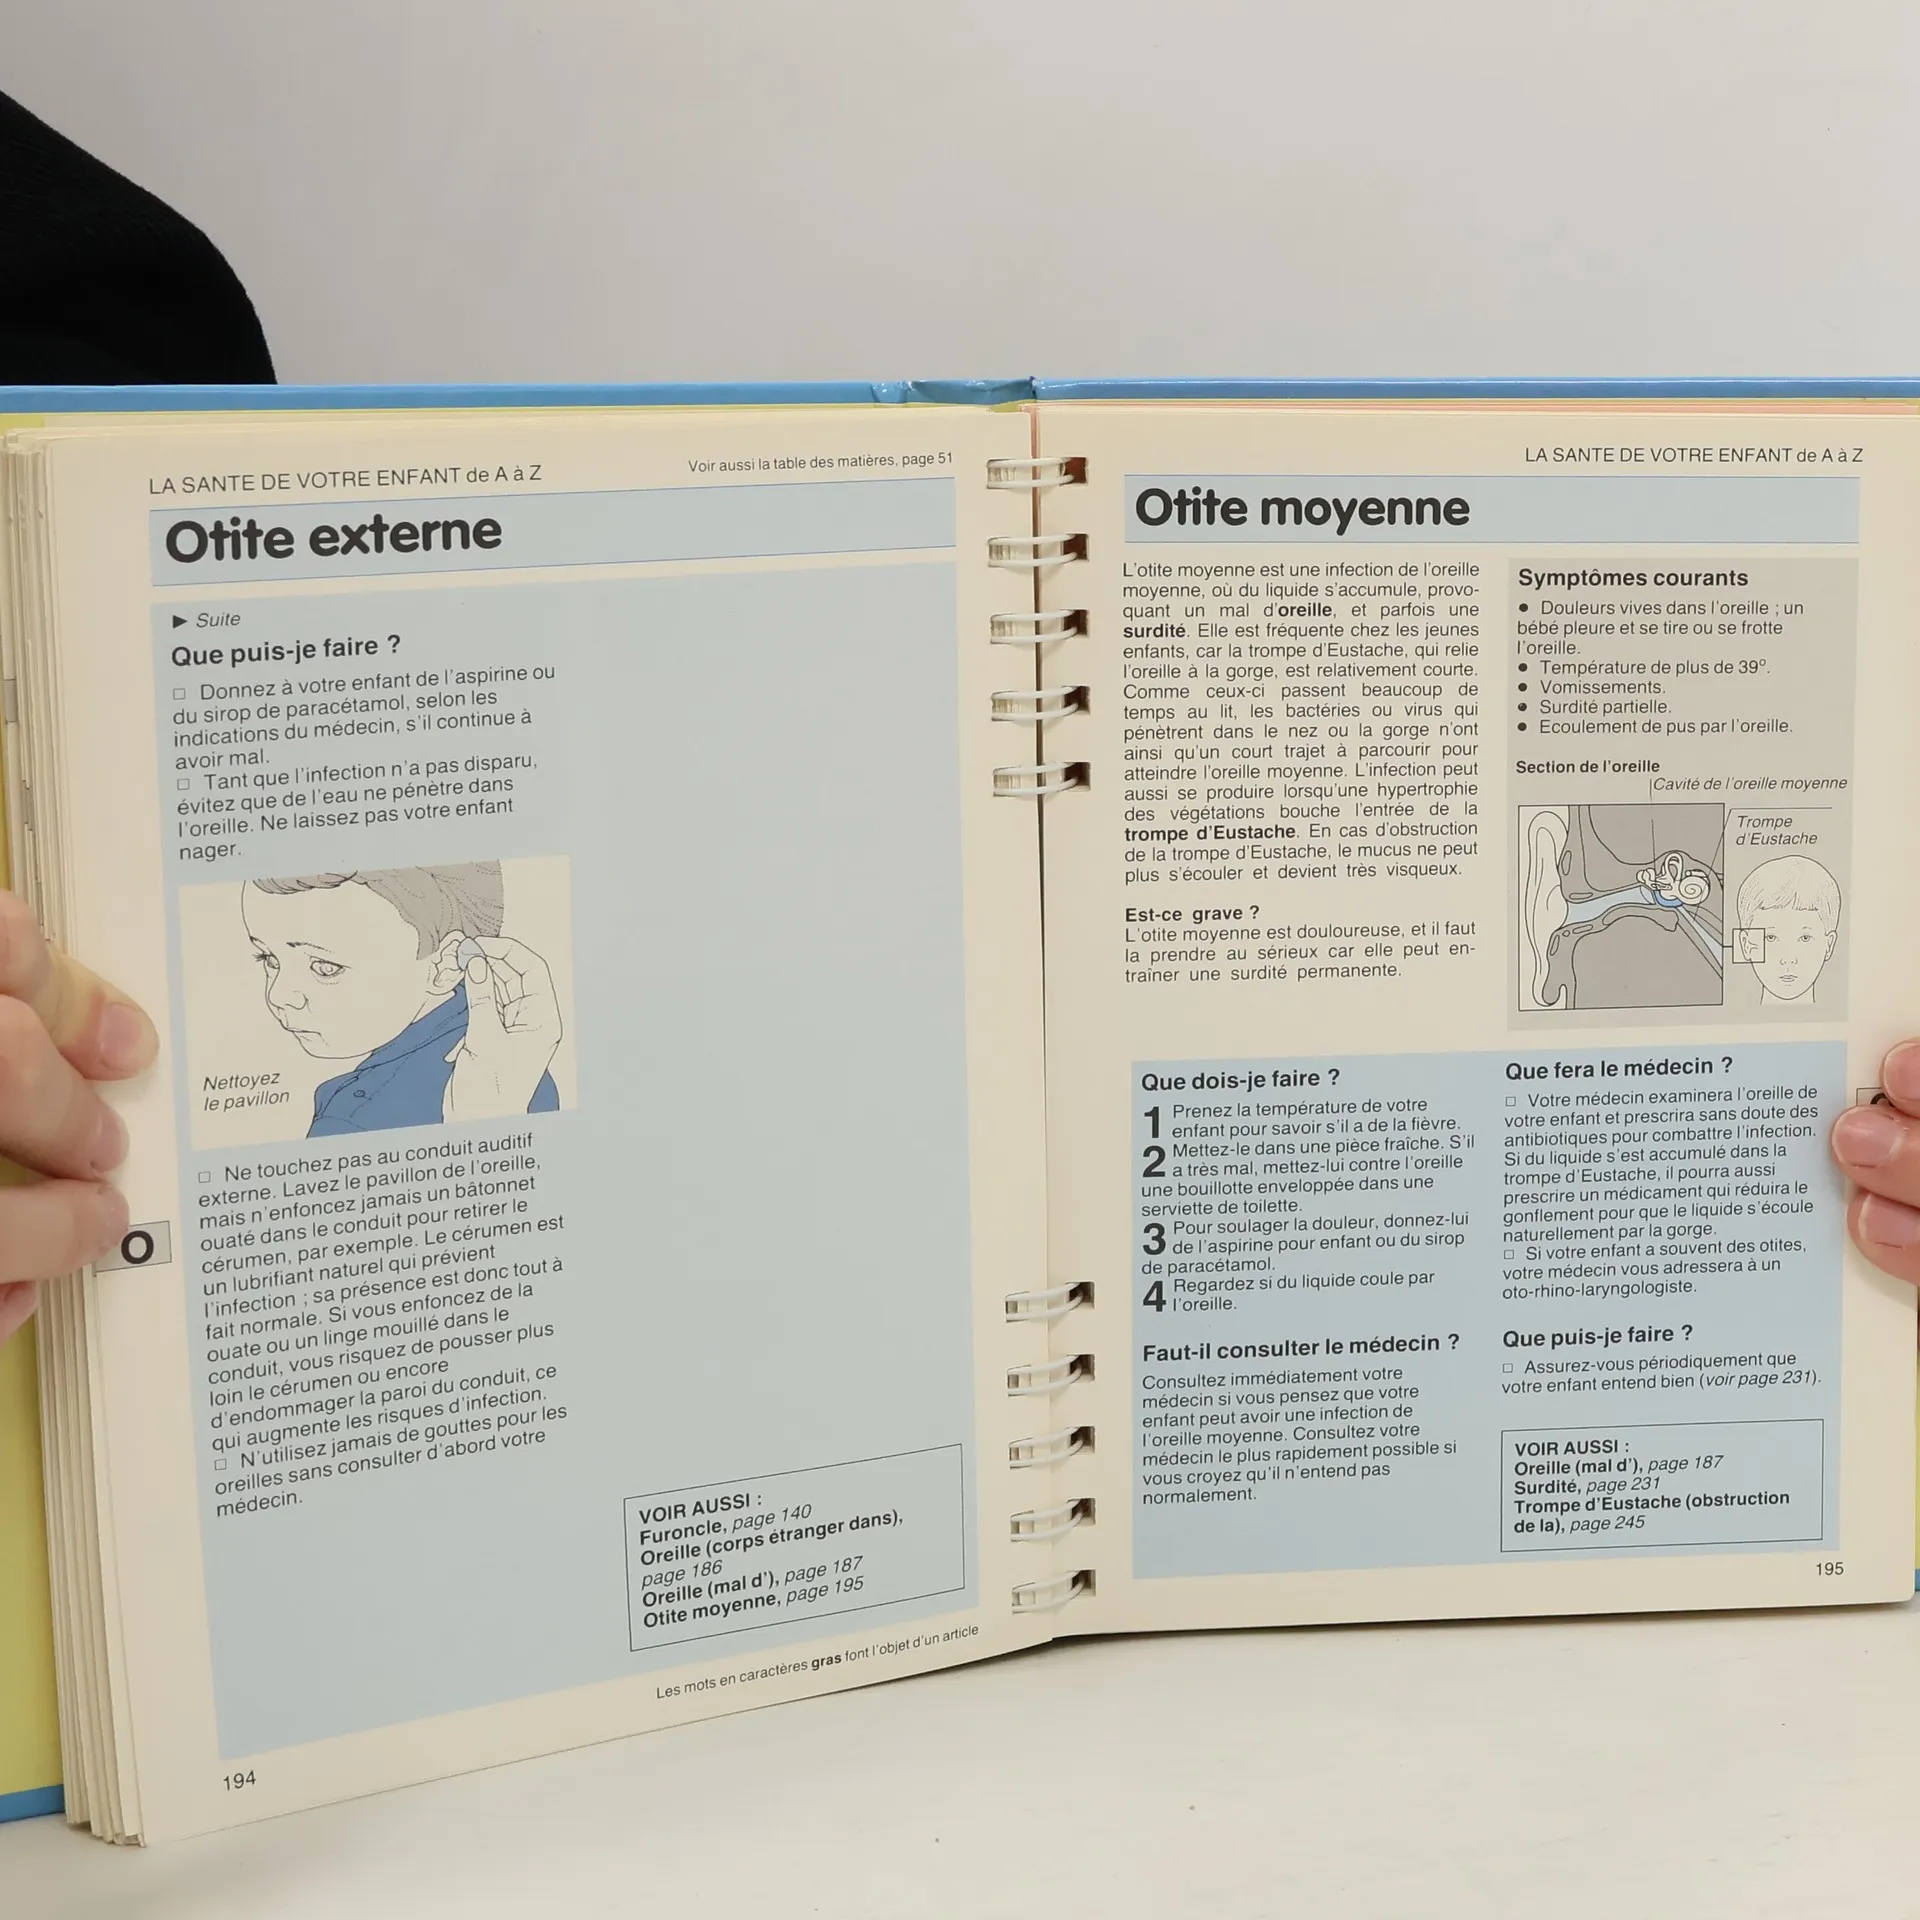 LA SANTE DE VOTRE ENFANT de A à Z
Voir aussi la table des matières, page 51
Otite externe
► Suite
Que puis-je faire ?
□ Donnez à votre enfant de l'aspirine ou
du sirop de paracétamol, selon les
indications du médecin, s'il continue à
avoir mal.
□ Tant que l'infection n'a pas disparu,
évitez que de l'eau ne pénètre dans
l'oreille. Ne laissez pas votre enfant
nager.
Nettoyez
le pavillon
□ Ne touchez pas au conduit auditif
externe. Lavez le pavillon de l'oreille,
mais n'enfoncez jamais un bâtonnet
ouaté dans le conduit pour retirer le
cérumen, par exemple. Le cérumen est
un lubrifiant naturel qui prévient
l'infection ; sa présence est donc tout à
fait normale. Si vous enfoncez de la
ouate ou un linge mouillé dans le
conduit, vous risquez de pousser plus
loin le cérumen ou encore
d'endommager la paroi du conduit, ce
qui augmente les risques d'infection.
□ N'utilisez jamais de gouttes pour les
oreilles sans consulter d'abord votre
médecin.
VOIR AUSSI :
Furoncle, page 140
Oreille (corps étranger dans),
page 186
Oreille (mal d'), page 187
Otite moyenne, page 195
Les mots en caractères gras font l'objet d'un article
194
O
LA SANTE DE VOTRE ENFANT de A à Z
Otite moyenne
L'otite moyenne est une infection de l'oreille
moyenne, où du liquide s'accumule, provo-
quant un mal d'oreille, et parfois une
surdité. Elle est fréquente chez les jeunes
enfants, car la trompe d'Eustache, qui relie
l'oreille à la gorge, est relativement courte.
Comme ceux-ci passent beaucoup de
temps au lit, les bactéries ou virus qui
pénètrent dans le nez ou la gorge n'ont
ainsi qu'un court trajet à parcourir pour
atteindre l'oreille moyenne. L'infection peut
aussi se produire lorsqu'une hypertrophie
des végétations bouche l'entrée de la
trompe d'Eustache. En cas d'obstruction
de la trompe d'Eustache, le mucus ne peut
plus s'écouler et devient très visqueux.
Est-ce grave ?
L'otite moyenne est douloureuse, et il faut
la prendre au sérieux car elle peut en-
traîner une surdité permanente.
Symptômes courants
• Douleurs vives dans l'oreille ; un
bébé pleure et se tire ou se frotte
l'oreille.
• Température de plus de 39°.
• Vomissements.
• Surdité partielle.
• Ecoulement de pus par l'oreille.
Section de l'oreille
Cavité de l'oreille moyenne
Trompe
d'Eustache
Que dois-je faire ?
1 Prenez la température de votre
enfant pour savoir s'il a de la fièvre.
2 Mettez-le dans une pièce fraîche. S'il
a très mal, mettez-lui contre l'oreille
une bouillotte enveloppée dans une
serviette de toilette.
3 Pour soulager la douleur, donnez-lui
de l'aspirine pour enfant ou du sirop
de paracétamol.
4 Regardez si du liquide coule par
l'oreille.
Faut-il consulter le médecin ?
Consultez immédiatement votre
médecin si vous pensez que votre
enfant peut avoir une infection de
l'oreille moyenne. Consultez votre
médecin le plus rapidement possible si
vous croyez qu'il n'entend pas
normalement.
Que fera le médecin ?
□ Votre médecin examinera l'oreille de
votre enfant et prescrira sans doute des
antibiotiques pour combattre l'infection.
Si du liquide s'est accumulé dans la
trompe d'Eustache, il pourra aussi
prescrire un médicament qui réduira le
gonflement pour que le liquide s'écoule
naturellement par la gorge.
□ Si votre enfant a souvent des otites,
votre médecin vous adressera à un
oto-rhino-laryngologiste.
Que puis-je faire ?
□ Assurez-vous périodiquement que
votre enfant entend bien (voir page 231).
VOIR AUSSI :
Oreille (mal d'), page 187
Surdité, page 231
Trompe d'Eustache (obstruction
de la), page 245
195